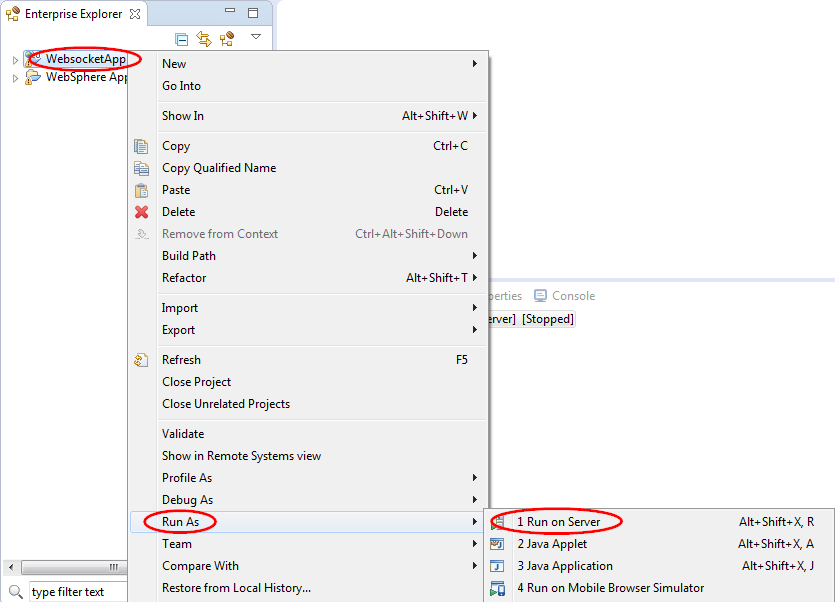 Enterprise Explorer
WebsocketApp
WebSphere App
New
Go Into
Show In Alt+Shift+W
Copy Ctrl+C
Copy Qualified Name
Paste Ctrl+V
Delete Delete
Remove from Context Ctrl+Alt+Shift+Down
Build Path
Refactor Alt+Shift+T
perties Console
Import
erver] [Stopped]
Export
Refresh F5
Close Project
Close Unrelated Projects
Validate
Show in Remote Systems view
Profile As
Debug As
Run As 1 Run on Server Alt+Shift+X, R
Team 2 Java Applet Alt+Shift+X, A
Compare With 3 Java Application Alt+Shift+X, J
Restore from Local History... 4 Run on Mobile Browser Simulator
type filter text